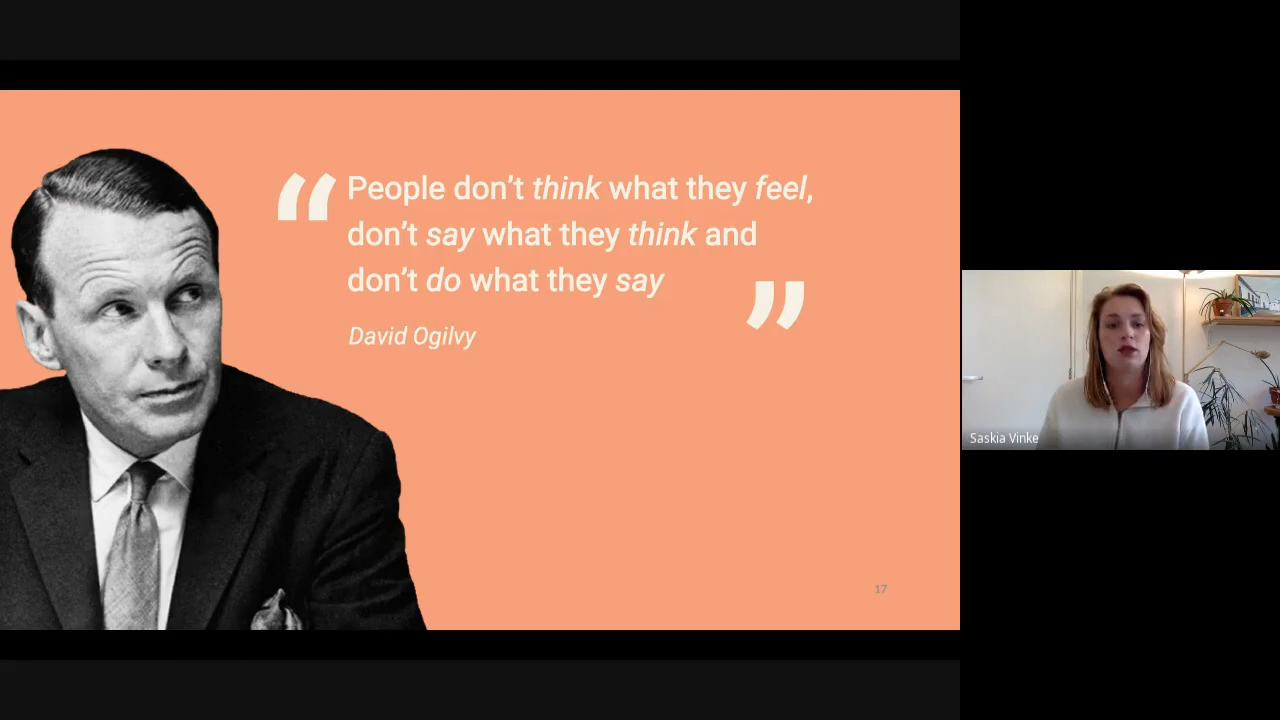 “People don’t think what they feel,
don’t say what they think and
don’t do what they say”
David Ogilvy
17
Saskia Vinke